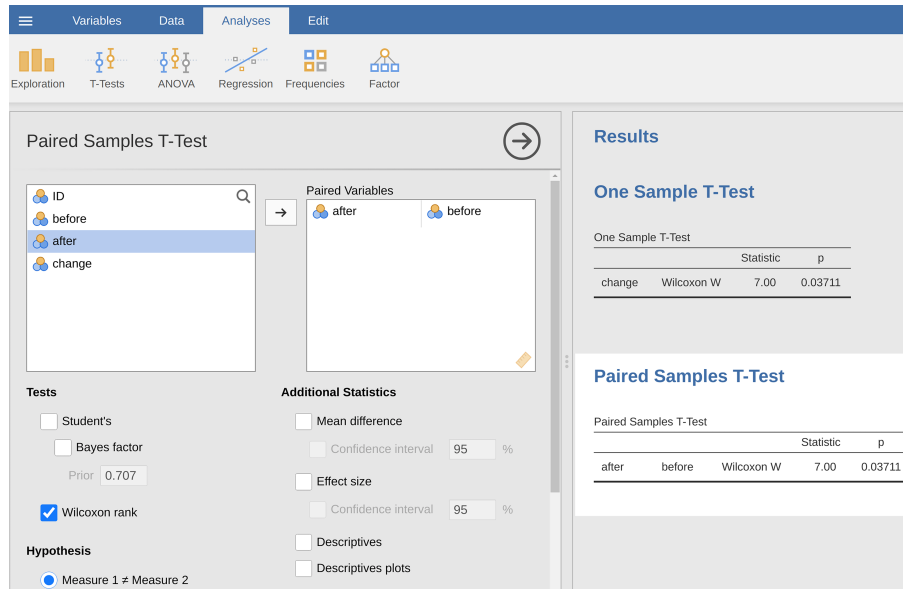 Variables Data Analyses Edit
Exploration T-Tests ANOVA Regression Frequencies Factor
Paired Samples T-Test
ID
before
after
change
Paired Variables
after before
Tests
Student's
Bayes factor
Prior 0.707
Wilcoxon rank
Hypothesis
Measure 1 ≠ Measure 2
Additional Statistics
Mean difference
Confidence interval 95 %
Effect size
Confidence interval 95 %
Descriptives
Descriptives plots
Results
One Sample T-Test
One Sample T-Test
Statistic p
change Wilcoxon W 7.00 0.03711
Paired Samples T-Test
Paired Samples T-Test
Statistic p
after before Wilcoxon W 7.00 0.03711